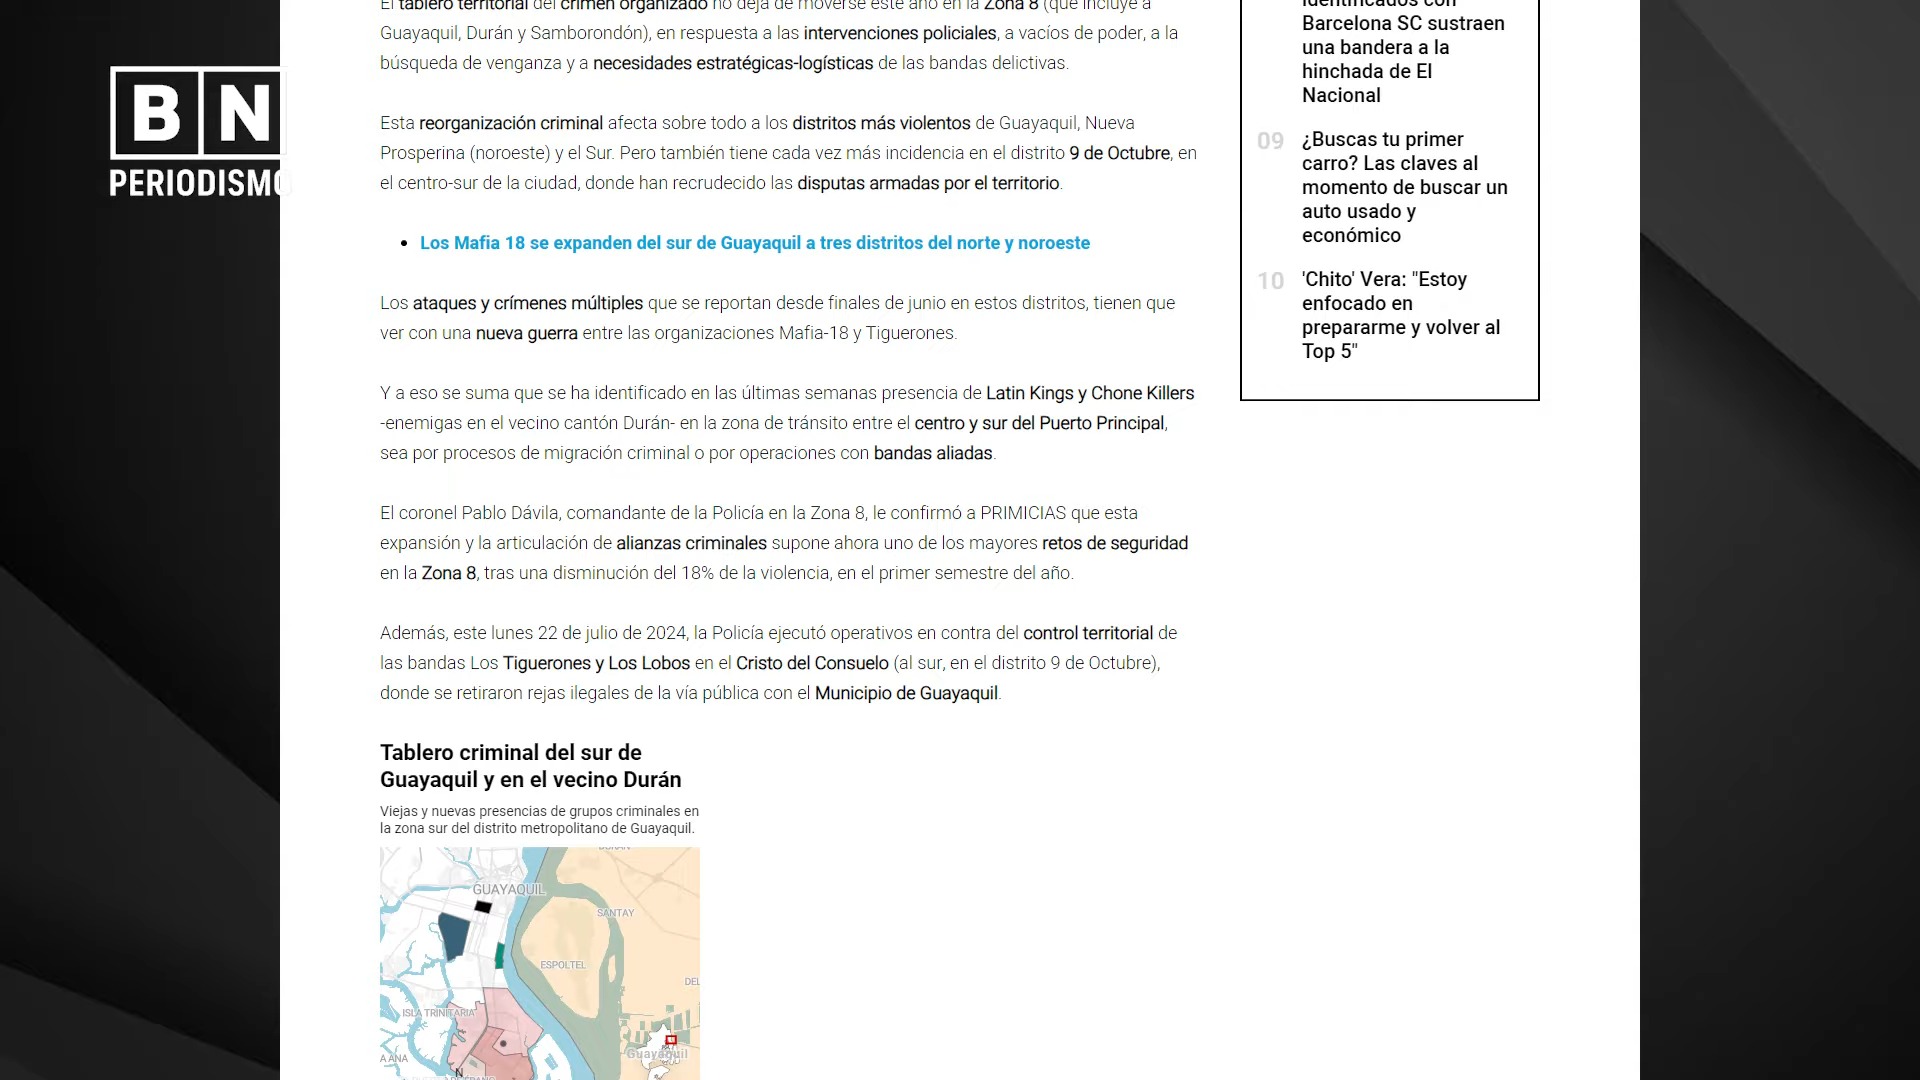 El tablero territorial del crimen organizado no deja de moverse este año en la Zona 8 (que incluye a
Guayaquil, Durán y Samborondón), en respuesta a las intervenciones policiales, a vacíos de poder, a la
búsqueda de venganza y a necesidades estratégicas-logísticas de las bandas delictivas.
B N
PERIODISMO
Esta reorganización criminal afecta sobre todo a los distritos más violentos de Guayaquil, Nueva
Prosperina (noroeste) y el Sur. Pero también tiene cada vez más incidencia en el distrito 9 de Octubre, en
el centro-sur de la ciudad, donde han recrudecido las disputas armadas por el territorio.
• Los Mafia 18 se expanden del sur de Guayaquil a tres distritos del norte y noroeste
Los ataques y crímenes múltiples que se reportan desde finales de junio en estos distritos, tienen que
ver con una nueva guerra entre las organizaciones Mafia-18 y Tiguerones.
Y a eso se suma que se ha identificado en las últimas semanas presencia de Latin Kings y Chone Killers
-enemigas en el vecino cantón Durán- en la zona de tránsito entre el centro y sur del Puerto Principal,
sea por procesos de migración criminal o por operaciones con bandas aliadas.
El coronel Pablo Dávila, comandante de la Policía en la Zona 8, le confirmó a PRIMICIAS que esta
expansión y la articulación de alianzas criminales supone ahora uno de los mayores retos de seguridad
en la Zona 8, tras una disminución del 18% de la violencia, en el primer semestre del año.
Además, este lunes 22 de julio de 2024, la Policía ejecutó operativos en contra del control territorial de
las bandas Los Tiguerones y Los Lobos en el Cristo del Consuelo (al sur, en el distrito 9 de Octubre),
donde se retiraron rejas ilegales de la vía pública con el Municipio de Guayaquil.
Tablero criminal del sur de
Guayaquil y en el vecino Durán
Viejas y nuevas presencias de grupos criminales en
la zona sur del distrito metropolitano de Guayaquil.
GUAYAQUIL
SANTAY
ESPOLTEL
DEL
ISLA TRINITARIA
Guayaquil
A ANA
N
identificados con
Barcelona SC sustraen
una bandera a la
hinchada de El
Nacional
09 ¿Buscas tu primer
carro? Las claves al
momento de buscar un
auto usado y
económico
10 'Chito' Vera: "Estoy
enfocado en
prepararme y volver al
Top 5"